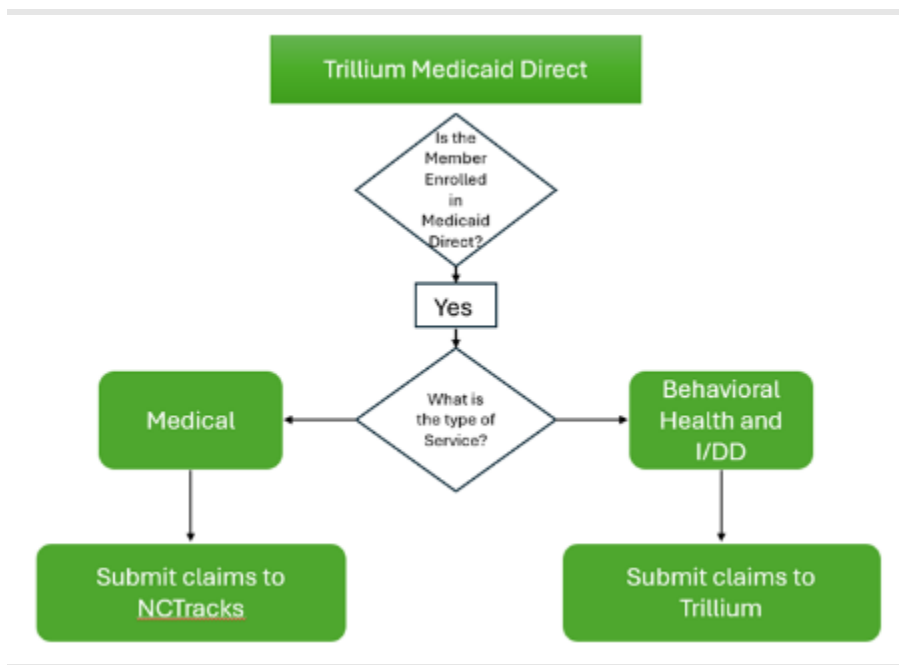 Trillium Medicaid Direct
Is the
Member
Enrolled
in
Medicaid
Direct?
Yes
What is
the type of
Service?
Medical
Behavioral
Health and
I/DD
Submit claims to
NCTracks
Submit claims to
Trillium